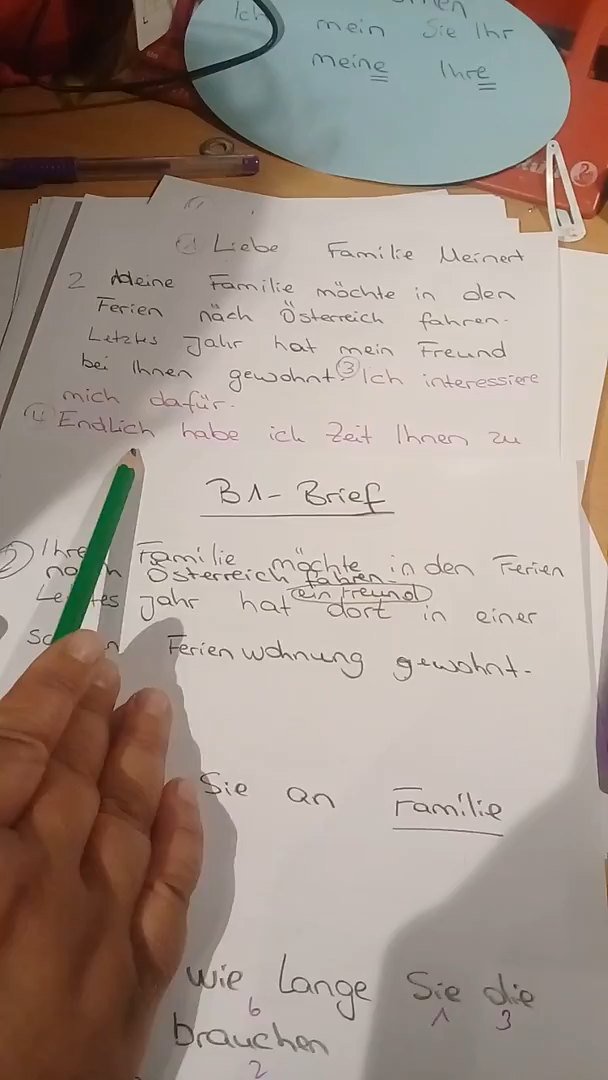 Ich
mein Sie Ihr
meine Ihre
① Liebe Familie Meinert
2 Meine Familie möchte in den
Ferien nach Österreich fahren.
Letztes Jahr hat mein Freund
bei Ihnen gewohnt. ③ Ich interessiere
mich dafür.
④ Endlich habe ich Zeit Ihnen zu
B1-Brief
② Ihre Familie möchte in den Ferien
Österreich fahren.
ein Freund
Jahr hat dort in einer
Ferienwohnung gewohnt.
Sie an Familie
wie lange Sie die
6 1 3
brauchen
2